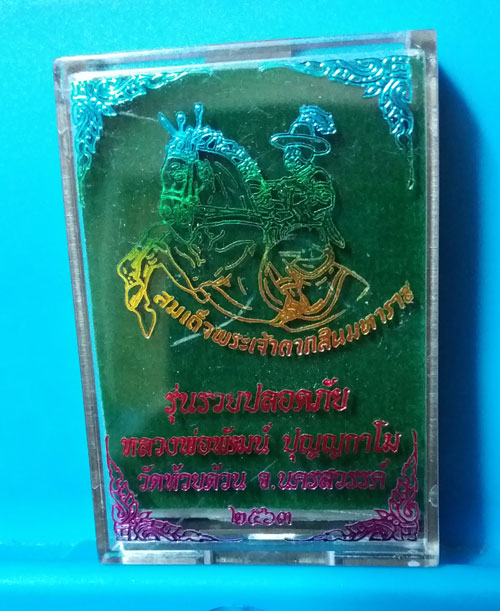 สมเด็จพระเจ้าตากสินมหาราช
รุ่นรวยปลอดภัย
หลวงพ่อพัฒน์ ปุญญกาโม
วัดห้วยด้วน จ.นครสวรรค์
๒๕๖๓